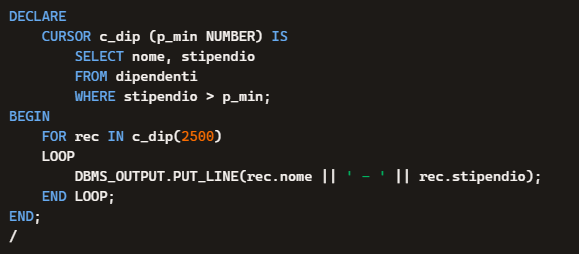 DECLARE
    CURSOR c_dip (p_min NUMBER) IS
        SELECT nome, stipendio
        FROM dipendenti
        WHERE stipendio > p_min;
BEGIN
    FOR rec IN c_dip(2500)
    LOOP
        DBMS_OUTPUT.PUT_LINE(rec.nome || ' - ' || rec.stipendio);
    END LOOP;
END;
/